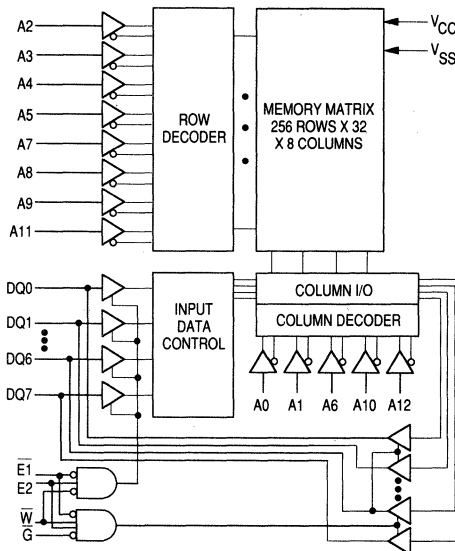 A2
A3
A4
A5
A7
A8
A9
A11
ROW
DECODER
MEMORY MATRIX
256 ROWS X 32
X 8 COLUMNS
VCC
VSS
DQ0
DQ1
DQ6
DQ7
INPUT
DATA
CONTROL
COLUMN I/O
COLUMN DECODER
A0 A1 A6 A10 A12
E1
E2
W
G